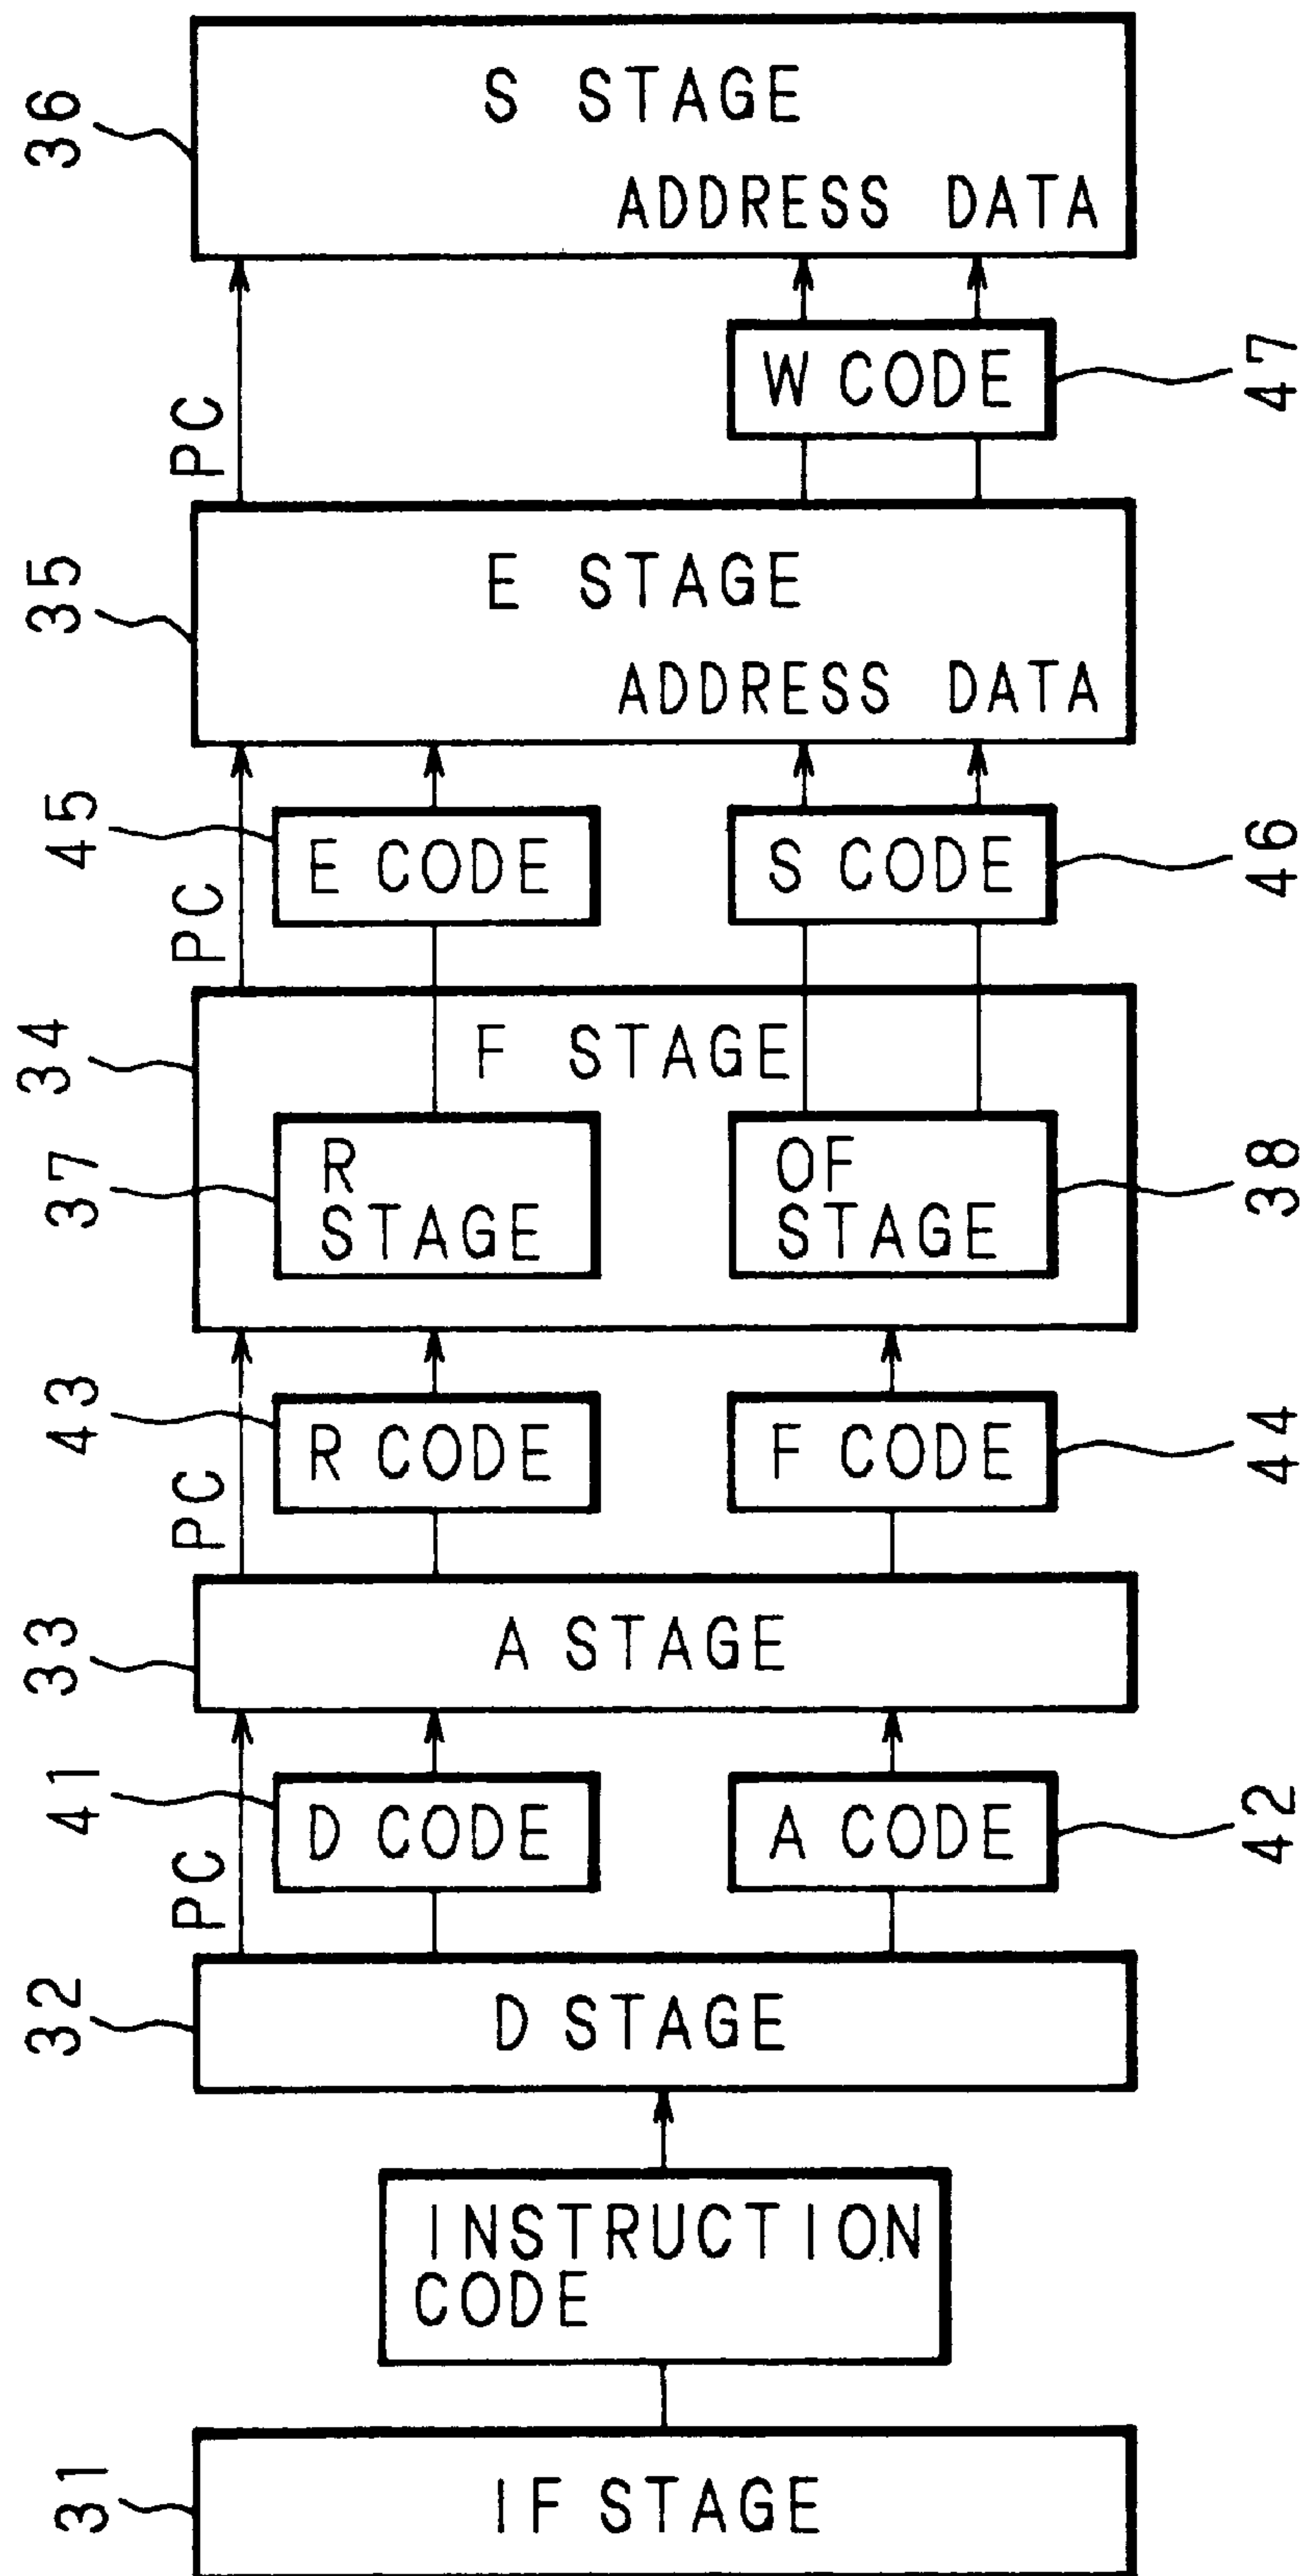 36
S STAGE
ADDRESS DATA
PC
W CODE
47
35
E STAGE
ADDRESS DATA
PC
45
E CODE
S CODE
46
34
F STAGE
37
R
STAGE
OF
STAGE
38
PC
43
R CODE
F CODE
44
33
A STAGE
PC
41
D CODE
A CODE
42
32
D STAGE
INSTRUCTION
CODE
31
IF STAGE